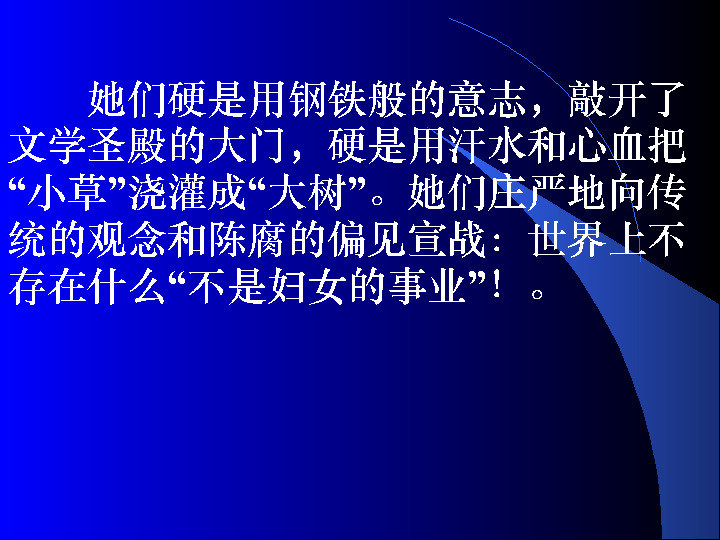 她们硬是用钢铁般的意志，敲开了
文学圣殿的大门，硬是用汗水和心血把
“小草”浇灌成“大树”。她们庄严地向传
统的观念和陈腐的偏见宣战：世界上不
存在什么“不是妇女的事业”！。